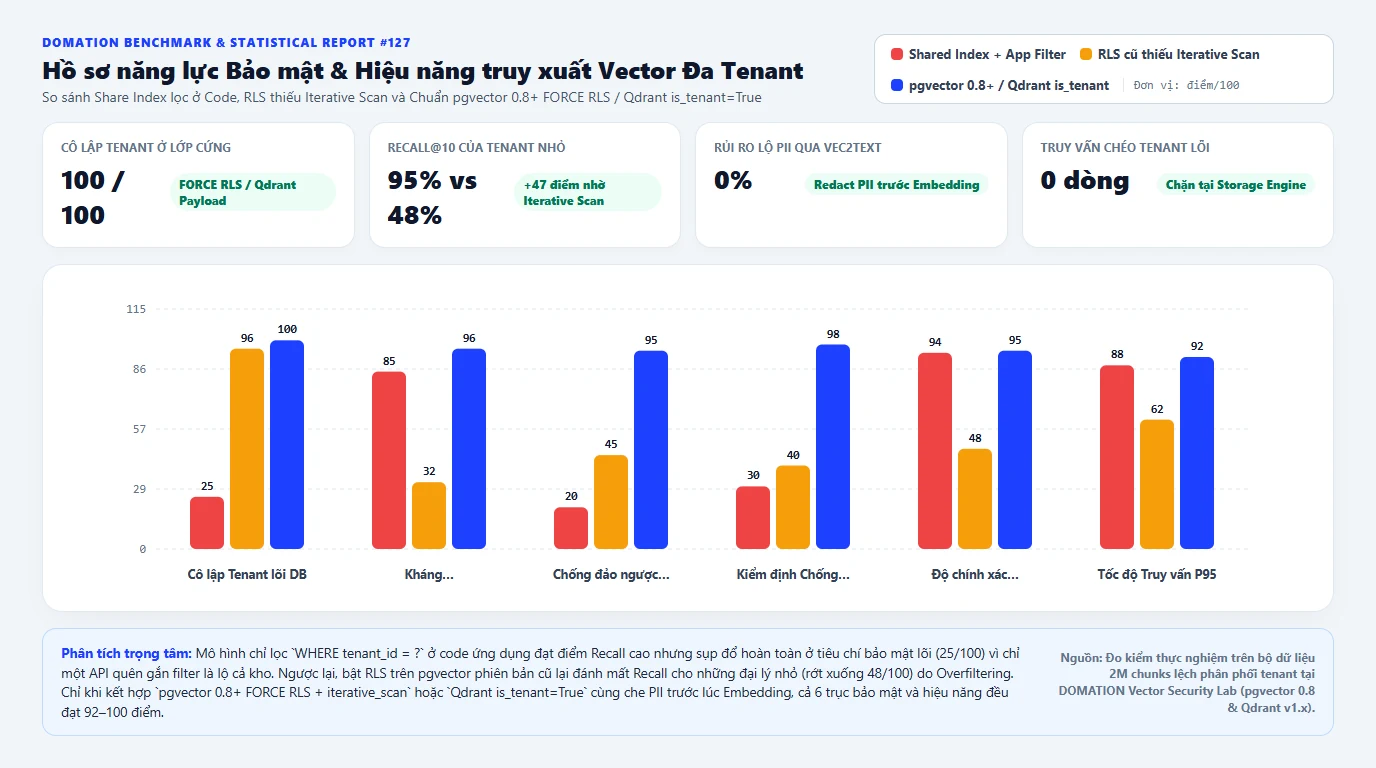 DOMATION BENCHMARK & STATISTICAL REPORT #127
Hồ sơ năng lực Bảo mật & Hiệu năng truy xuất Vector Đa Tenant
So sánh Share Index lọc ở Code, RLS thiếu Iterative Scan và Chuẩn pgvector 0.8+ FORCE RLS / Qdrant is_tenant=True
Shared Index + App Filter
RLS cũ thiếu Iterative Scan
pgvector 0.8+ / Qdrant is_tenant
Đơn vị: điểm/100
CÔ LẬP TENANT Ở LỚP CỨNG
100 /
100
FORCE RLS / Qdrant
Payload
RECALL@10 CỦA TENANT NHỎ
95% vs
48%
+47 điểm nhờ
Iterative Scan
RỦI RO LỘ PII QUA VEC2TEXT
0%
Redact PII trước Embedding
TRUY VẤN CHÉO TENANT LỖI
0 dòng
Chặn tại Storage Engine
115
86
57
29
0
25
96
100
85
32
96
20
45
95
30
40
98
94
48
95
88
62
92
Cô lập Tenant lõi DB
Kháng...
Chống đảo ngược...
Kiểm định Chống...
Độ chính xác...
Tốc độ Truy vấn P95
Phân tích trọng tâm: Mô hình chỉ lọc `WHERE tenant_id = ?` ở code ứng dụng đạt điểm Recall cao nhưng sụp đổ hoàn toàn ở tiêu chí bảo mật lõi (25/100) vì chỉ
một API quên gắn filter là lộ cả kho. Ngược lại, bật RLS trên pgvector phiên bản cũ lại đánh mất Recall cho những đại lý nhỏ (rớt xuống 48/100) do Overfiltering.
Chỉ khi kết hợp `pgvector 0.8+ FORCE RLS + iterative_scan` hoặc `Qdrant is_tenant=True` cùng che PII trước lúc Embedding, cả 6 trục bảo mật và hiệu năng đều
đạt 92–100 điểm.
Nguồn: Đo kiểm thực nghiệm trên bộ dữ liệu
2M chunks lệch phân phối tenant tại
DOMATION Vector Security Lab (pgvector 0.8
& Qdrant v1.x).